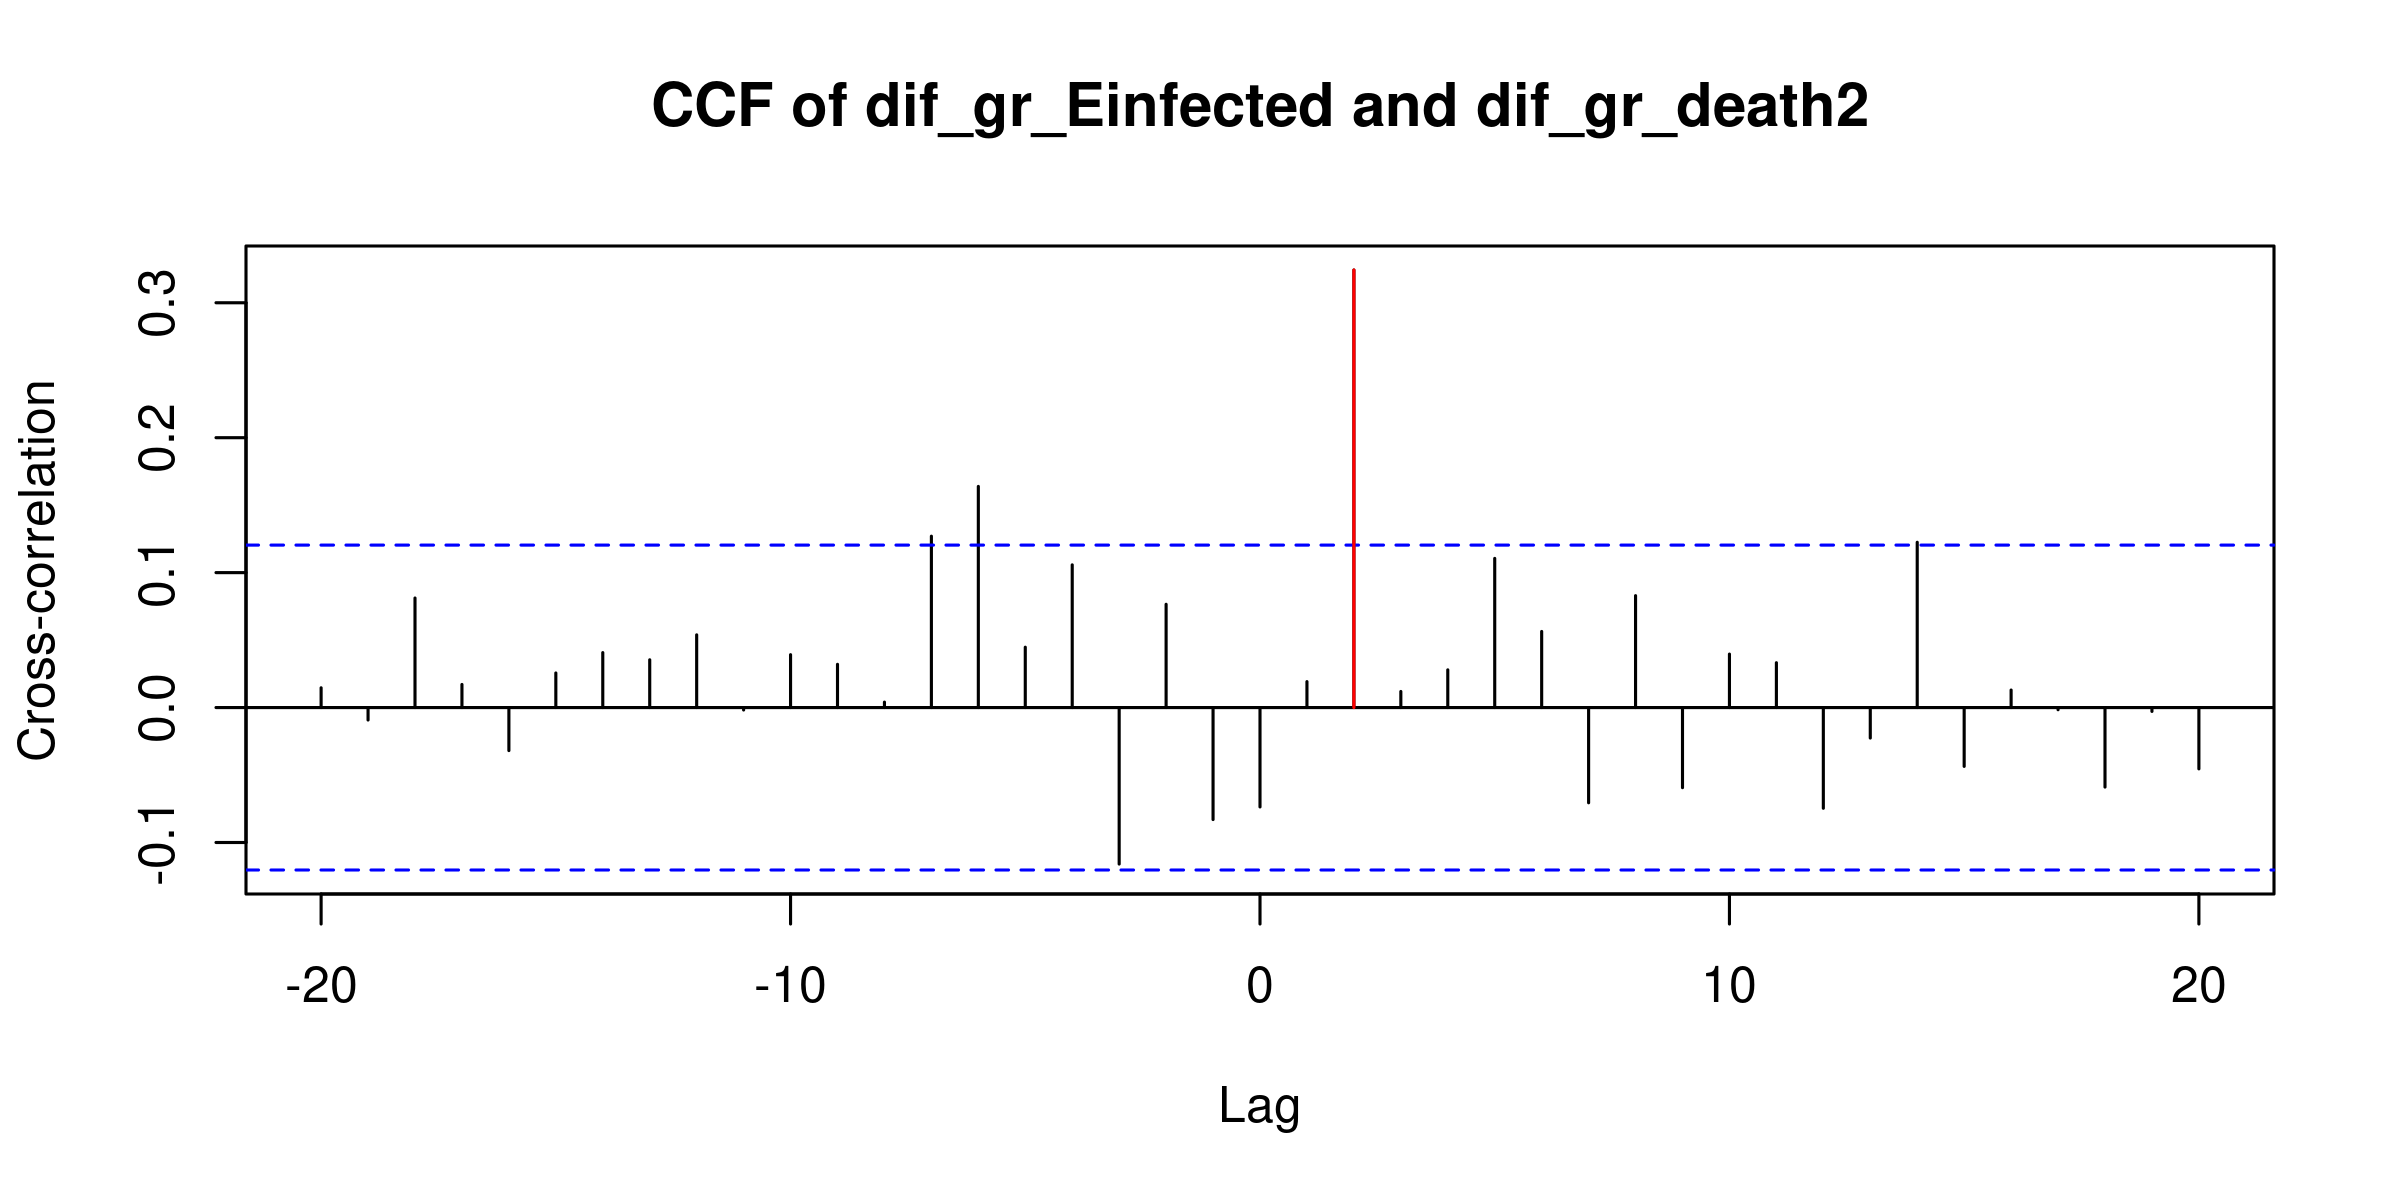 CCF of dif_gr_Einfected and dif_gr_death2
Cross-correlation
0.3
0.2
0.1
0.0
-0.1
-20 -10 0 10 20
Lag